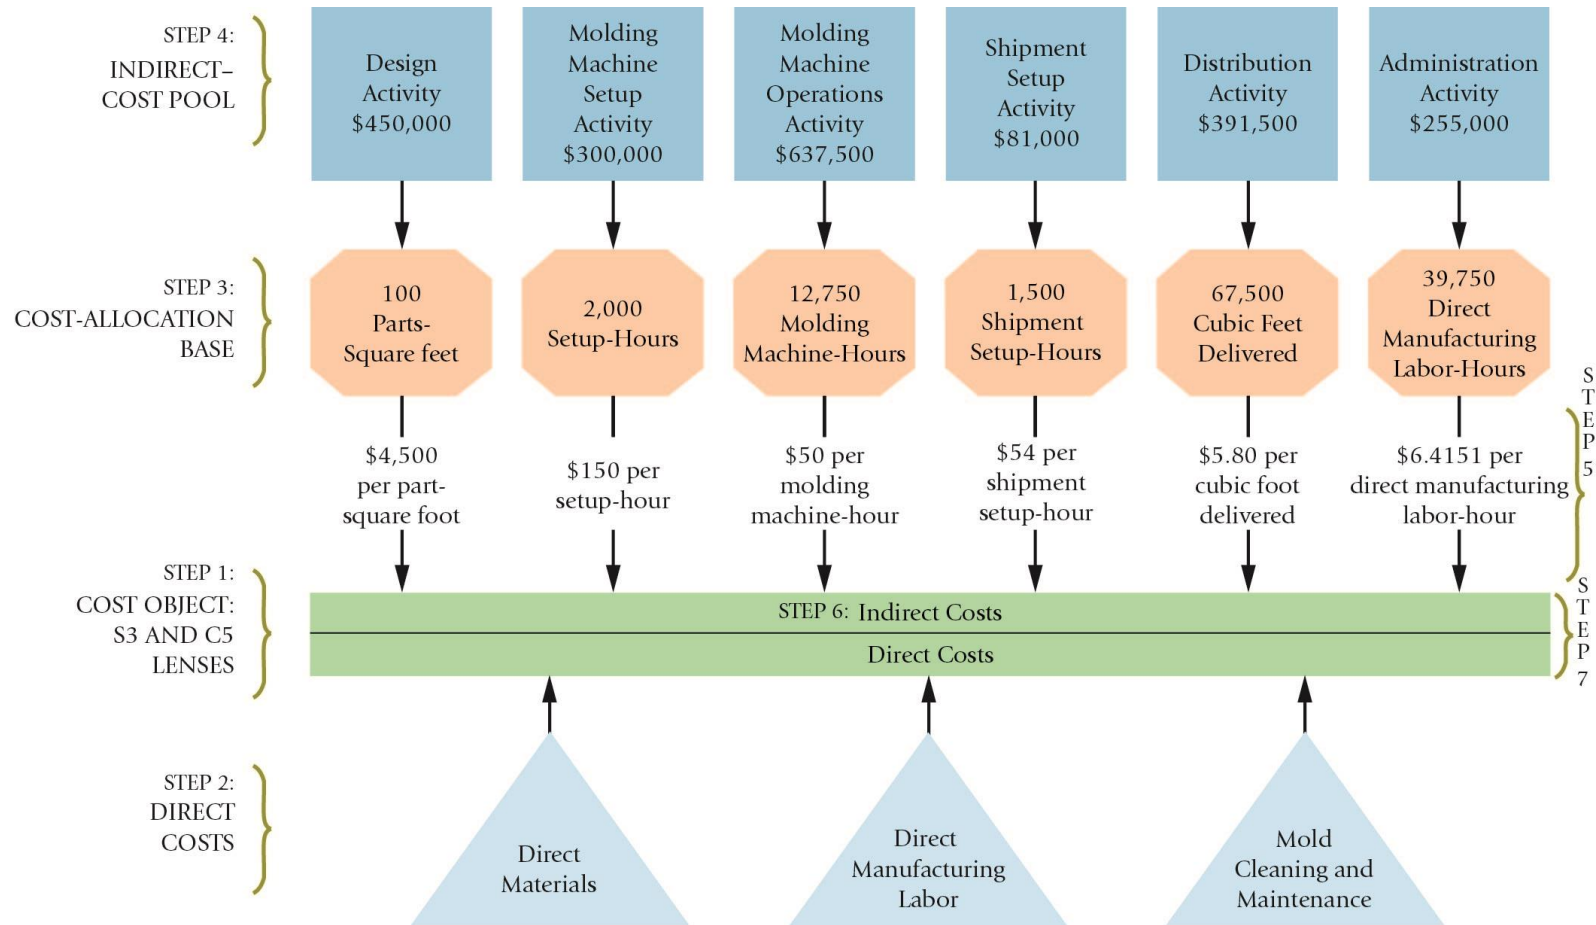 STEP 4:
INDIRECT–
COST POOL
Design
Activity
$450,000
Molding
Machine
Setup
Activity
$300,000
Molding
Machine
Operations
Activity
$637,500
Shipment
Setup
Activity
$81,000
Distribution
Activity
$391,500
Administration
Activity
$255,000
STEP 3:
COST-ALLOCATION
BASE
100
Parts-
Square feet
2,000
Setup-Hours
12,750
Molding
Machine-Hours
1,500
Shipment
Setup-Hours
67,500
Cubic Feet
Delivered
39,750
Direct
Manufacturing
Labor-Hours
STEP 5
$4,500
per part-
square foot
$150 per
setup-hour
$50 per
molding
machine-hour
$54 per
shipment
setup-hour
$5.80 per
cubic foot
delivered
$6.4151 per
direct manufacturing
labor-hour
STEP 1:
COST OBJECT:
S3 AND C5
LENSES
STEP 6: Indirect Costs
Direct Costs
STEP 7
STEP 2:
DIRECT
COSTS
Direct
Materials
Direct
Manufacturing
Labor
Mold
Cleaning and
Maintenance